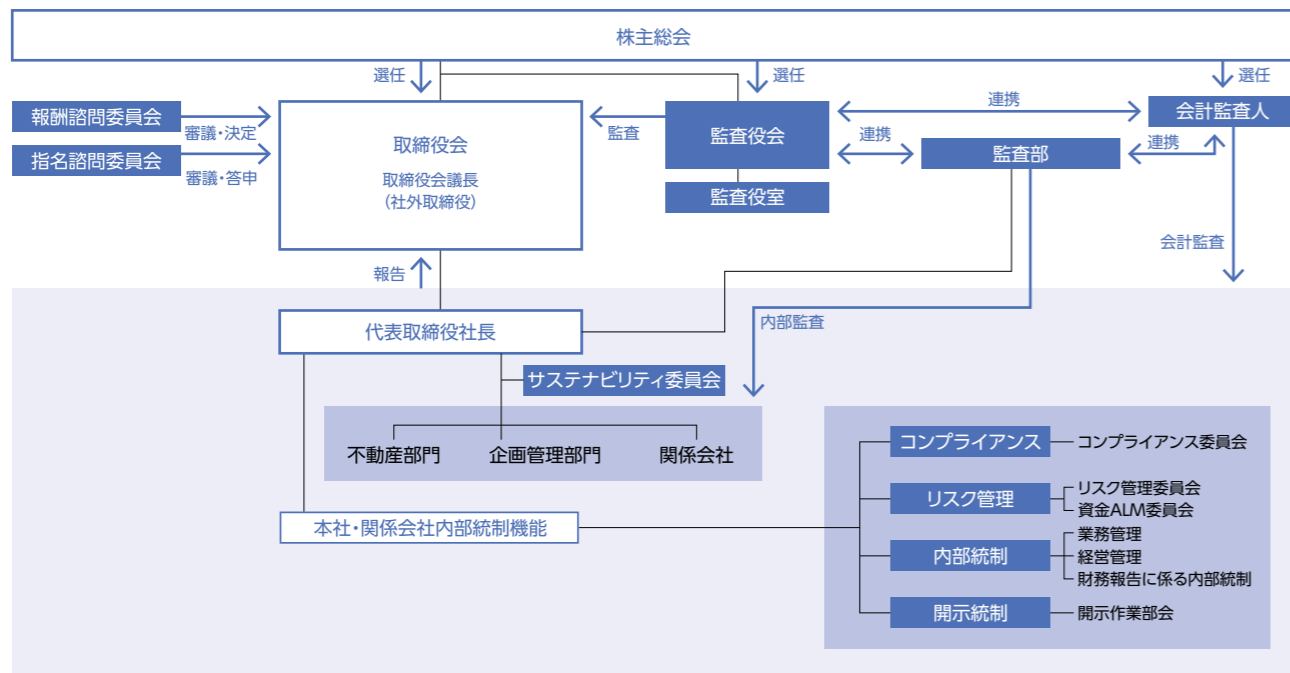 株主総会
選任
選任
選任
報酬諮問委員会
審議・決定
指名諮問委員会
審議・答申
取締役会
取締役会議長
（社外取締役）
監査
監査役会
監査役室
連携
連携
監査部
連携
会計監査人
会計監査
報告
代表取締役社長
内部監査
サステナビリティ委員会
不動産部門
企画管理部門
関係会社
本社・関係会社内部統制機能
コンプライアンス
コンプライアンス委員会
リスク管理
リスク管理委員会
資金ALM委員会
内部統制
業務管理
経営管理
財務報告に係る内部統制
開示統制
開示作業部会